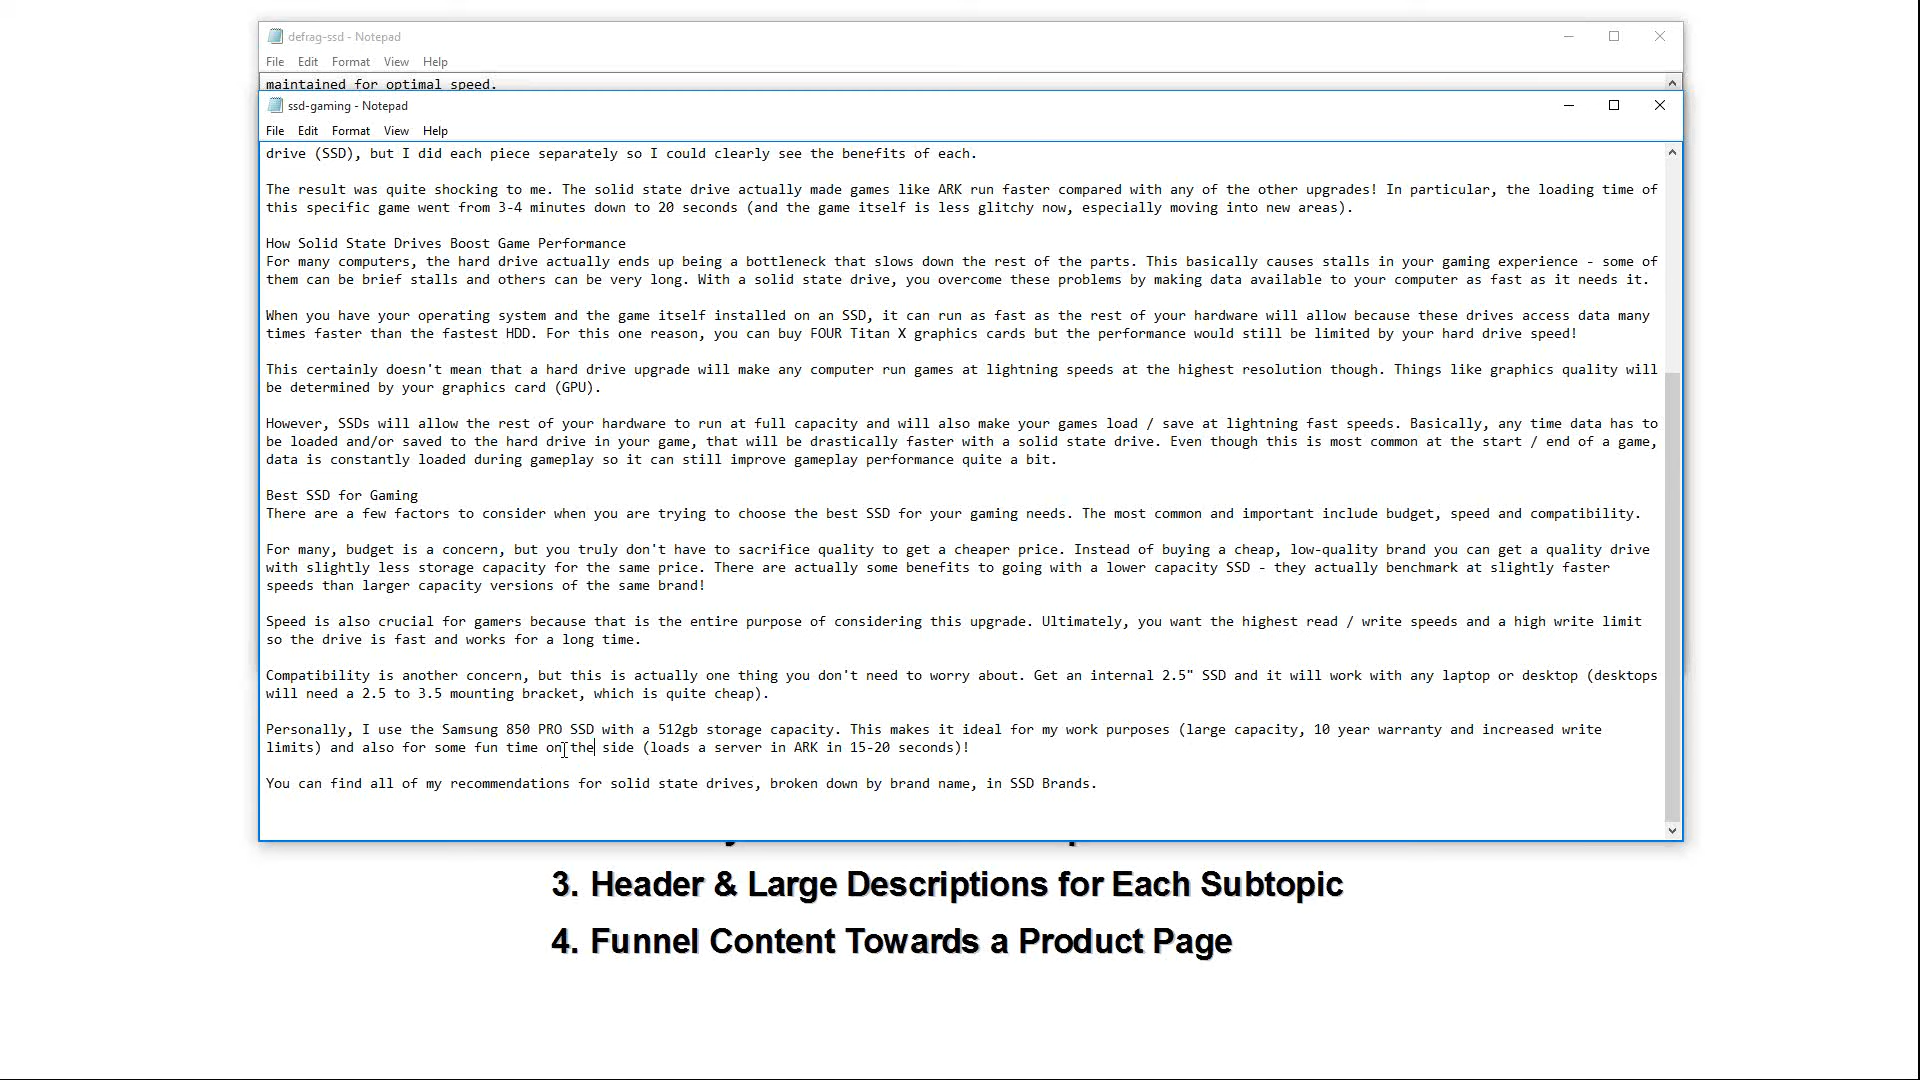 defrag-ssd - Notepad
File Edit Format View Help
maintained for optimal speed.
ssd-gaming - Notepad
File Edit Format View Help
drive (SSD), but I did each piece separately so I could clearly see the benefits of each.
The result was quite shocking to me. The solid state drive actually made games like ARK run faster compared with any of the other upgrades! In particular, the loading time of
this specific game went from 3-4 minutes down to 20 seconds (and the game itself is less glitchy now, especially moving into new areas).
How Solid State Drives Boost Game Performance
For many computers, the hard drive actually ends up being a bottleneck that slows down the rest of the parts. This basically causes stalls in your gaming experience - some of
them can be brief stalls and others can be very long. With a solid state drive, you overcome these problems by making data available to your computer as fast as it needs it.
When you have your operating system and the game itself installed on an SSD, it can run as fast as the rest of your hardware will allow because these drives access data many
times faster than the fastest HDD. For this one reason, you can buy FOUR Titan X graphics cards but the performance would still be limited by your hard drive speed!
This certainly doesn't mean that a hard drive upgrade will make any computer run games at lightning speeds at the highest resolution though. Things like graphics quality will
be determined by your graphics card (GPU).
However, SSDs will allow the rest of your hardware to run at full capacity and will also make your games load / save at lightning fast speeds. Basically, any time data has to
be loaded and/or saved to the hard drive in your game, that will be drastically faster with a solid state drive. Even though this is most common at the start / end of a game,
data is constantly loaded during gameplay so it can still improve gameplay performance quite a bit.
Best SSD for Gaming
There are a few factors to consider when you are trying to choose the best SSD for your gaming needs. The most common and important include budget, speed and compatibility.
For many, budget is a concern, but you truly don't have to sacrifice quality to get a cheaper price. Instead of buying a cheap, low-quality brand you can get a quality drive
with slightly less storage capacity for the same price. There are actually some benefits to going with a lower capacity SSD - they actually benchmark at slightly faster
speeds than larger capacity versions of the same brand!
Speed is also crucial for gamers because that is the entire purpose of considering this upgrade. Ultimately, you want the highest read / write speeds and a high write limit
so the drive is fast and works for a long time.
Compatibility is another concern, but this is actually one thing you don't need to worry about. Get an internal 2.5" SSD and it will work with any laptop or desktop (desktops
will need a 2.5 to 3.5 mounting bracket, which is quite cheap).
Personally, I use the Samsung 850 PRO SSD with a 512gb storage capacity. This makes it ideal for my work purposes (large capacity, 10 year warranty and increased write
limits) and also for some fun time on the side (loads a server in ARK in 15-20 seconds)!
You can find all of my recommendations for solid state drives, broken down by brand name, in SSD Brands.
3. Header & Large Descriptions for Each Subtopic
4. Funnel Content Towards a Product Page